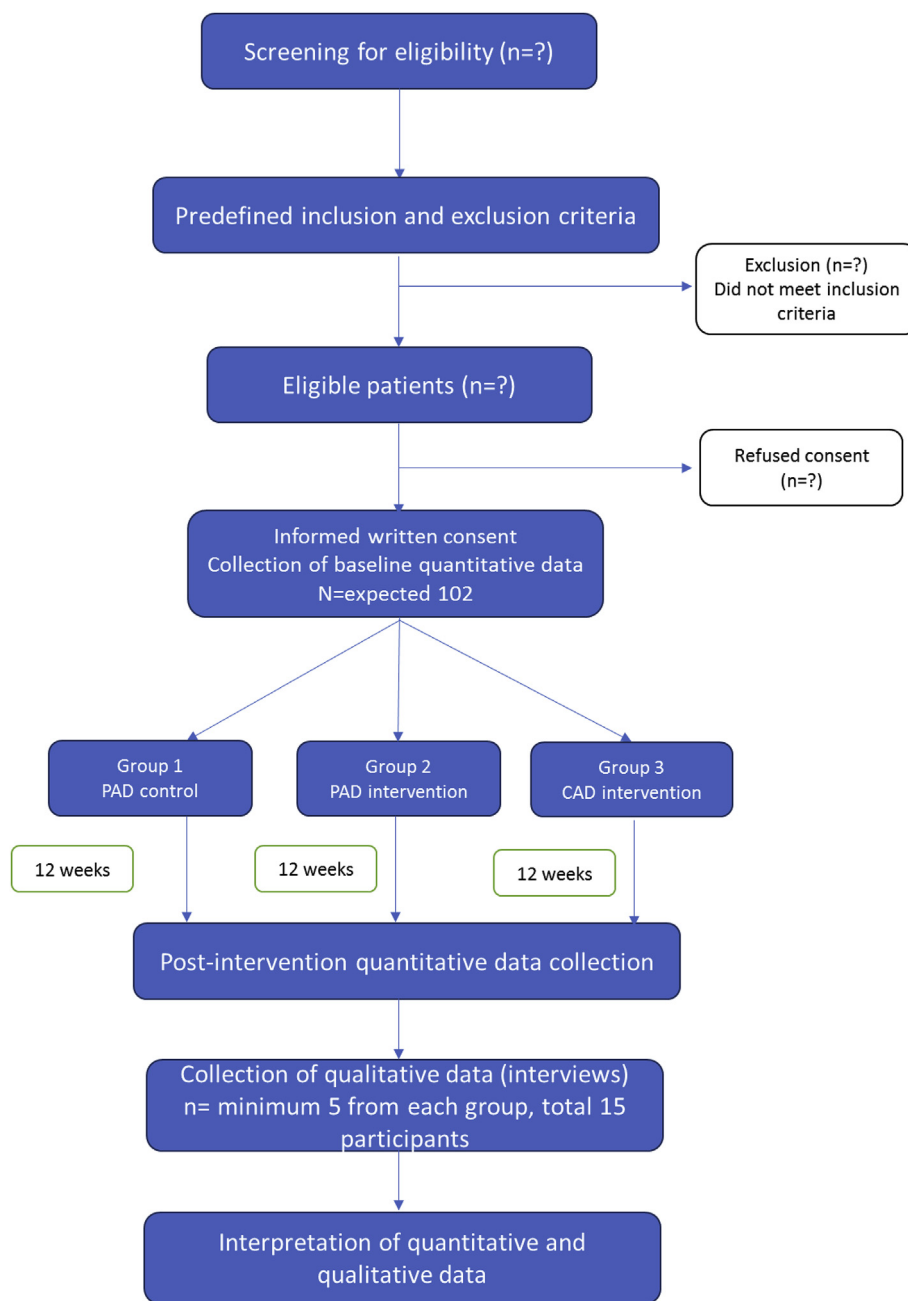 Screening for eligibility (n=?)
Predefined inclusion and exclusion criteria
Exclusion (n=?)
Did not meet inclusion
criteria
Eligible patients (n=?)
Refused consent
(n=?)
Informed written consent
Collection of baseline quantitative data
N=expected 102
Group 1
PAD control
Group 2
PAD intervention
Group 3
CAD intervention
12 weeks
12 weeks
12 weeks
Post-intervention quantitative data collection
Collection of qualitative data (interviews)
n= minimum 5 from each group, total 15
participants
Interpretation of quantitative and
qualitative data